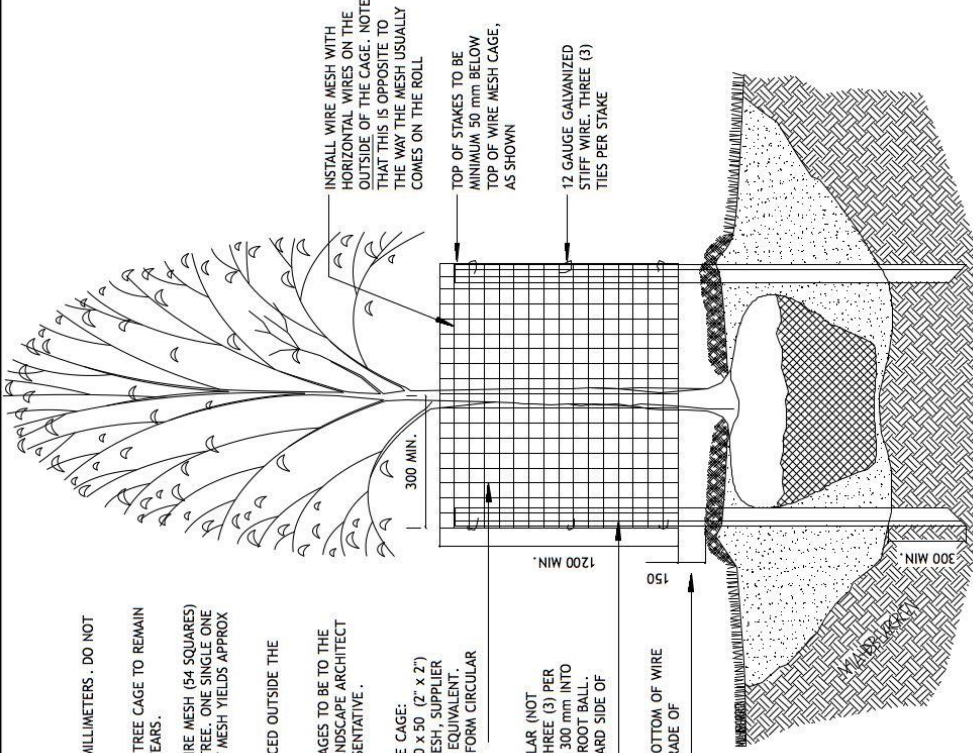 MILLIMETERS. DO NOT
TREE CAGE TO REMAIN
EARS.
RE MESH (54 SQUARES)
TREE. ONE SINGLE ONE
MESH YIELDS APPROX
CED OUTSIDE THE
AGES TO BE TO THE
NDSCAPE ARCHITECT
SENTATIVE.
E CAGE:
0 x 50 (2" x 2")
ESH, SUPPLIER
EQUIVALENT.
FORM CIRCULAR
LAR (NOT
HREE (3) PER
300 mm INTO
ROOT BALL.
ARD SIDE OF
OTTOM OF WIRE
ADE OF
300 MIN.
1200 MIN.
150
300 MIN.
INSTALL WIRE MESH WITH
HORIZONTAL WIRES ON THE
OUTSIDE OF THE CAGE. NOTE
THAT THIS IS OPPOSITE TO
THE WAY THE MESH USUALLY
COMES ON THE ROLL
TOP OF STAKES TO BE
MINIMUM 50 mm BELOW
TOP OF WIRE MESH CAGE,
AS SHOWN
12 GAUGE GALVANIZED
STIFF WIRE. THREE (3)
TIES PER STAKE